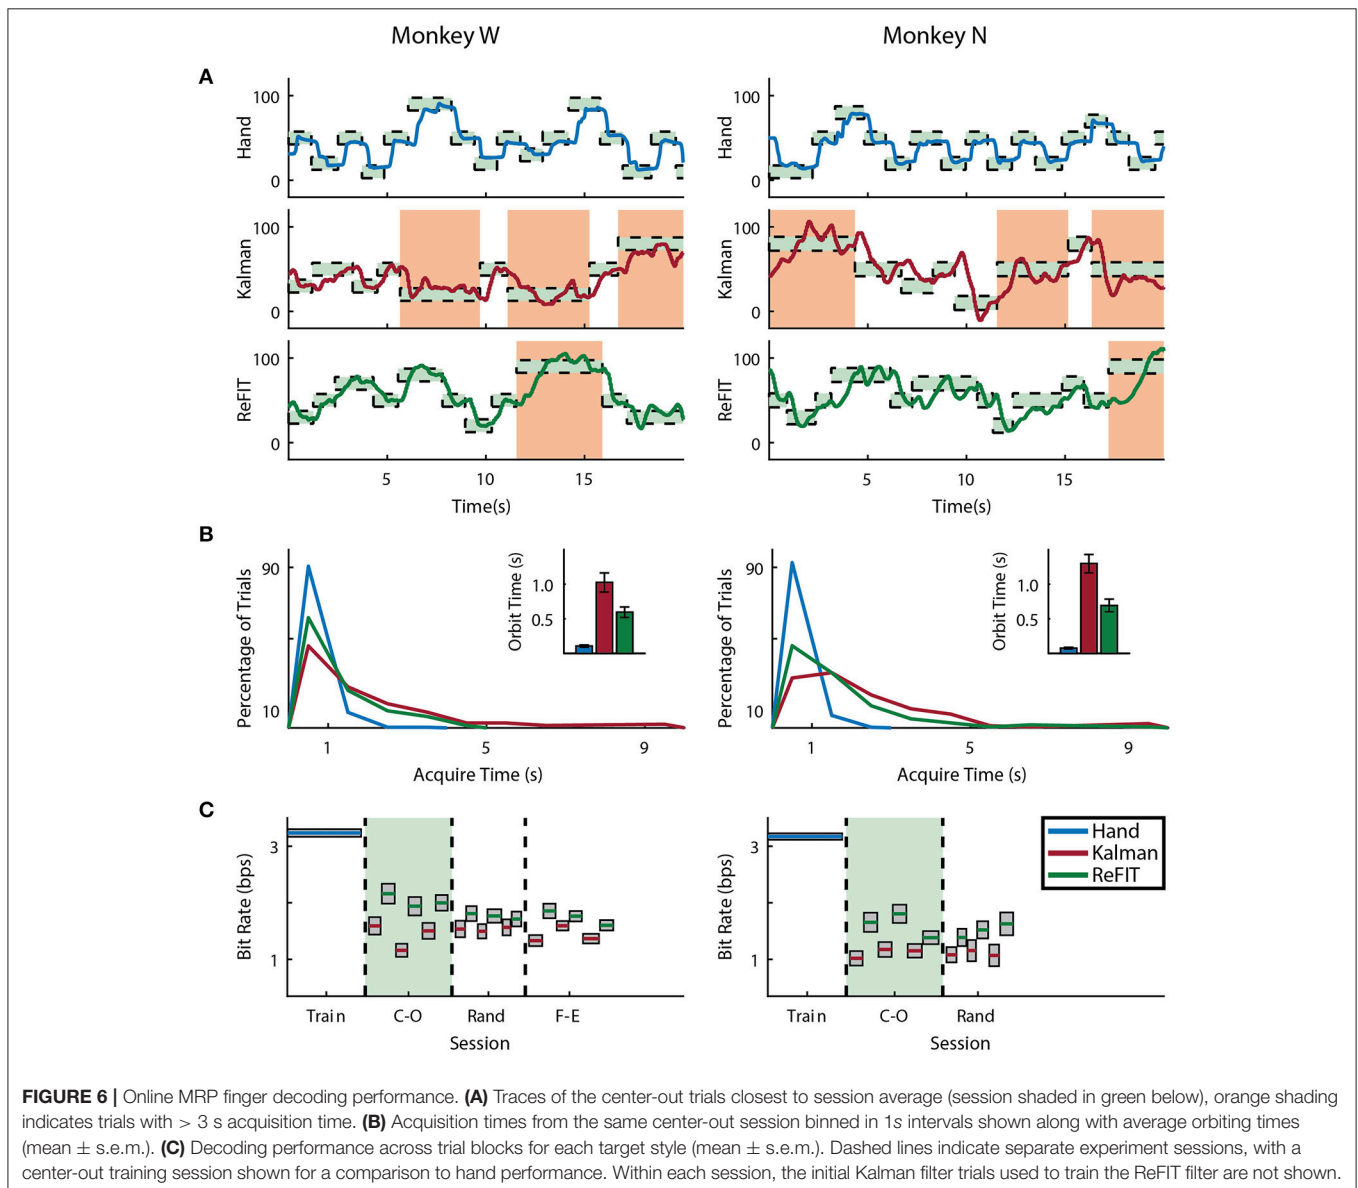 Monkey W
Monkey N
A
Hand
100
0
100
0
Kalman
100
0
Kalman
100
0
ReFIT
100
0
ReFIT
100
0
5
10
15
5
10
15
Time(s)
Time(s)
B
Percentage of Trials
90
10
Orbit Time (s)
1.0
0.5
Percentage of Trials
90
10
Orbit Time (s)
1.0
0.5
1
5
9
1
5
9
Acquire Time (s)
Acquire Time (s)
C
Bit Rate (bps)
3
1
Bit Rate (bps)
3
1
Hand
Kalman
ReFIT
Train
C-O
Rand
F-E
Train
C-O
Rand
Session
Session
FIGURE 6 | Online MRP finger decoding performance. (A) Traces of the center-out trials closest to session average (session shaded in green below), orange shading
indicates trials with > 3 s acquisition time. (B) Acquisition times from the same center-out session binned in 1s intervals shown along with average orbiting times
(mean ± s.e.m.). (C) Decoding performance across trial blocks for each target style (mean ± s.e.m.). Dashed lines indicate separate experiment sessions, with a
center-out training session shown for a comparison to hand performance. Within each session, the initial Kalman filter trials used to train the ReFIT filter are not shown.